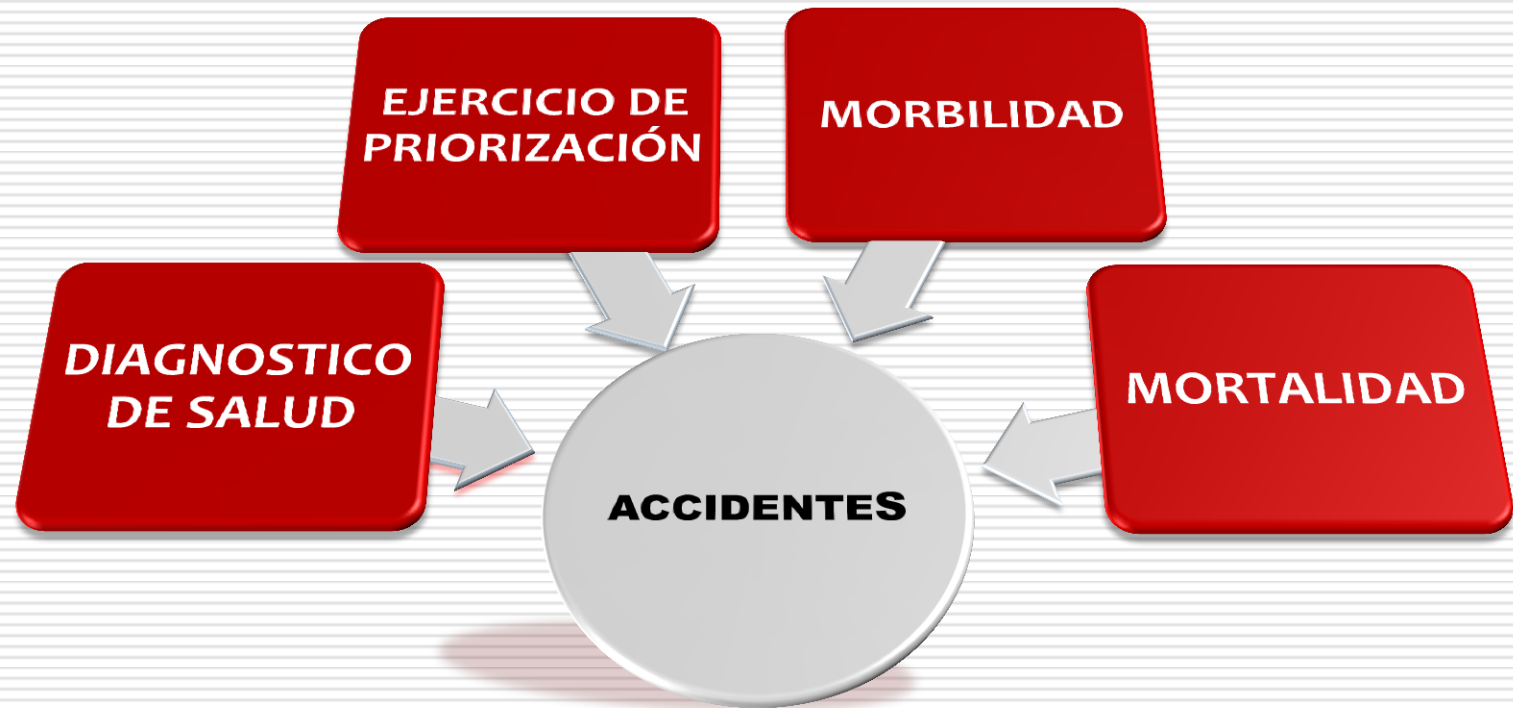 EJERCICIO DE
PRIORIZACIÓN
MORBILIDAD
DIAGNOSTICO
DE SALUD
MORTALIDAD
ACCIDENTES